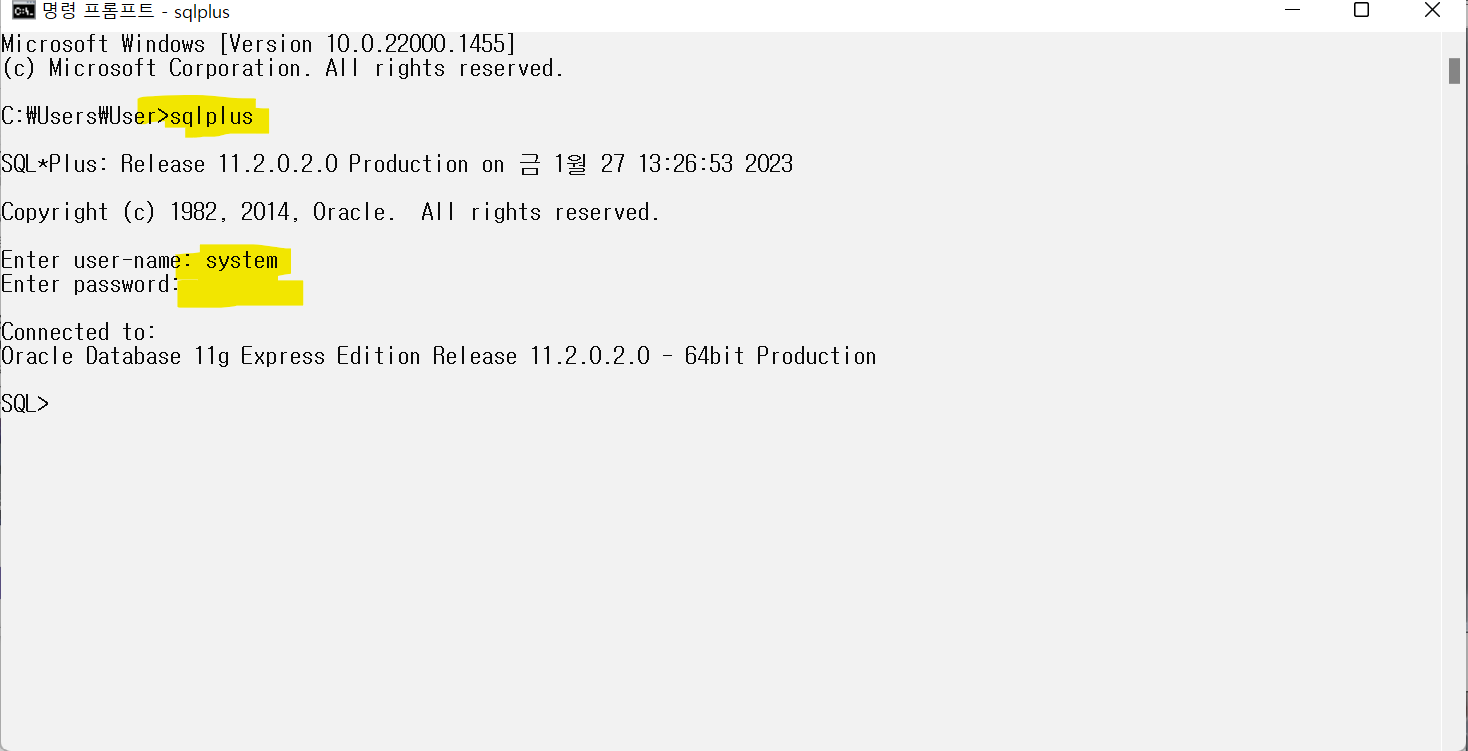 명령 프롬프트 - sqlplus
Microsoft Windows [Version 10.0.22000.1455]
(c) Microsoft Corporation. All rights reserved.
C:₩Users₩User>sqlplus
SQL*Plus: Release 11.2.0.2.0 Production on 금 1월 27 13:26:53 2023
Copyright (c) 1982, 2014, Oracle.  All rights reserved.
Enter user-name: system
Enter password:
Connected to:
Oracle Database 11g Express Edition Release 11.2.0.2.0 - 64bit Production
SQL>